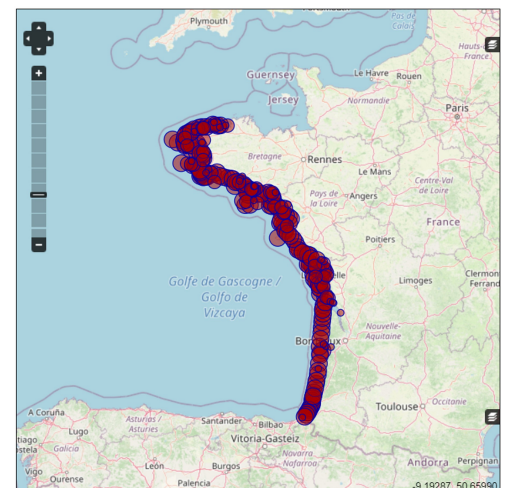 Plymouth
Pas de
Calais
Hauts-
Guernsey
Le Havre
Rouen
Jersey
Normandie
Paris
Bretagne
Rennes
Le Mans
Centre-Val
de Loire
Pays de
la Loire
Angers
France
Poitiers
Golfe de Gascogne /
Golfo de
Vizcaya
Limoges
Clermon
Ferrand
Nouvelle-
Aquitaine
Toulouse
Occitanie
A Coruña
Asturias /
Asturies
Santander
Bilbao
Lugo
Vitoria-Gasteiz
Galicia
Navarra
León
Burgos
Andorra
Perpignan
Vigo
Ourense
Palencia
-9.19287, 50.65990